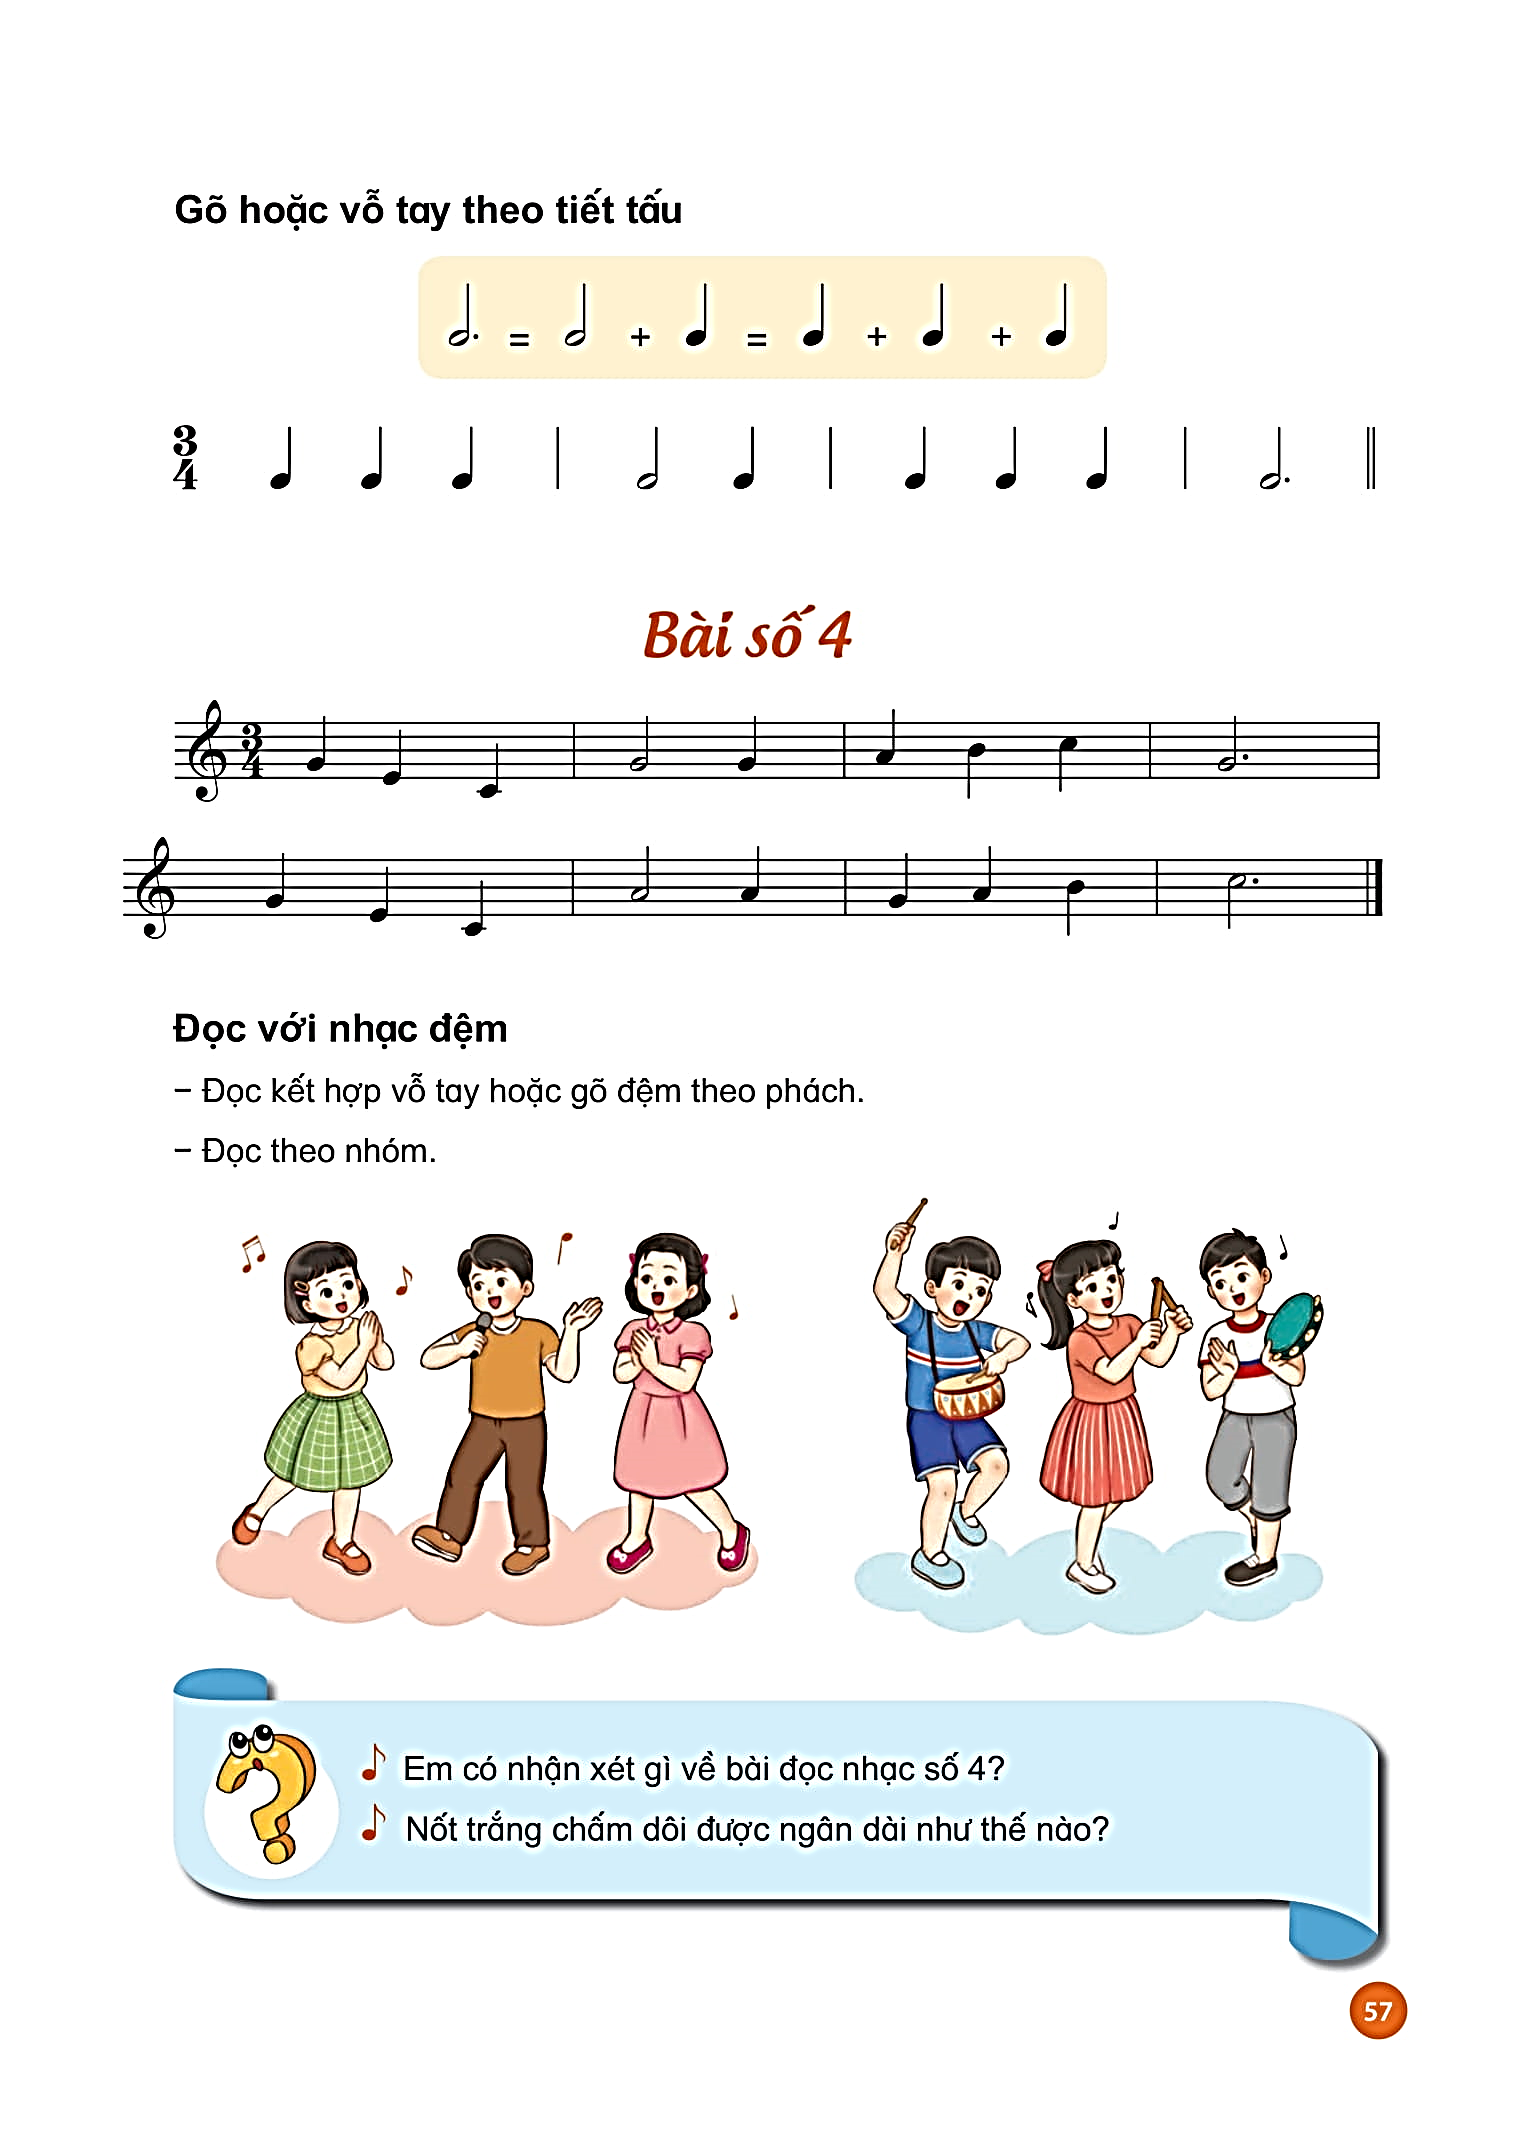 Gõ hoặc vỗ tay theo tiết tấu
= + = + +
3
4
Bài số 4
3
4
Đọc với nhạc đệm
– Đọc kết hợp vỗ tay hoặc gõ đệm theo phách.
– Đọc theo nhóm.
Em có nhận xét gì về bài đọc nhạc số 4?
Nốt trắng chấm dôi được ngân dài như thế nào?
57